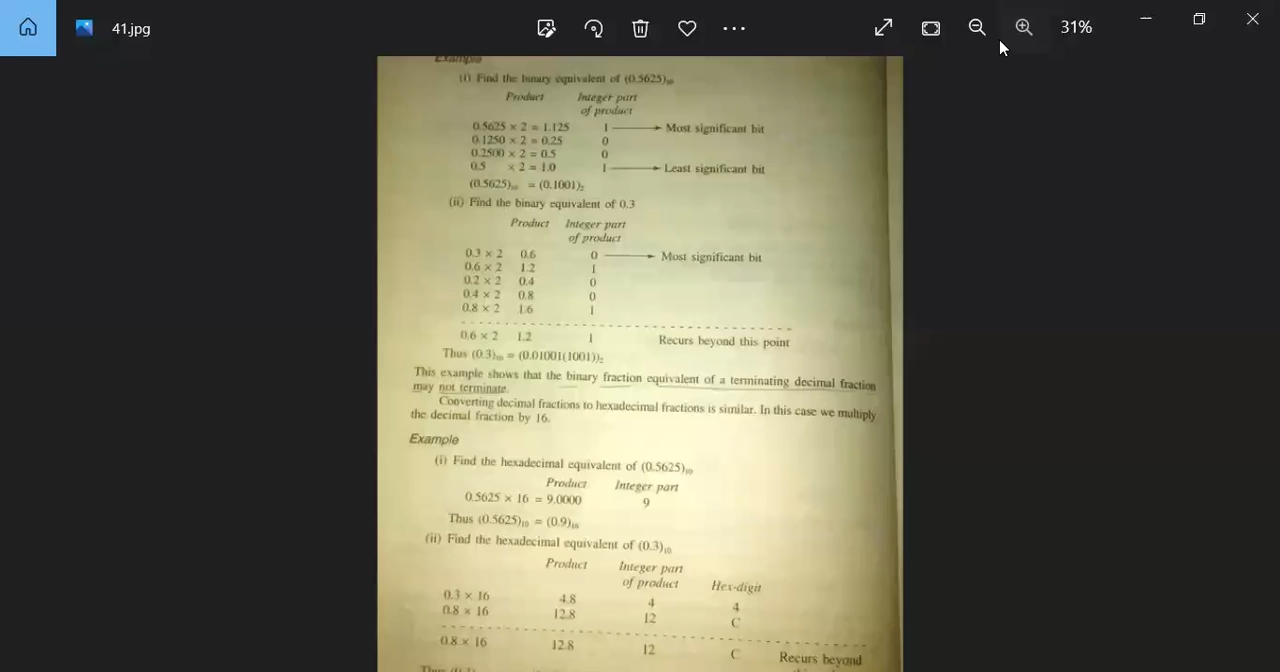 41.jpg
31%
Example
(i) Find the binary equivalent of (0.5625)₁₀
Product Integer part
of product
0.5625 × 2 = 1.125 1 → Most significant bit
0.1250 × 2 = 0.25 0
0.2500 × 2 = 0.5 0
0.5 × 2 = 1.0 1 → Least significant bit
(0.5625)₁₀ = (0.1001)₂
(ii) Find the binary equivalent of 0.3
Product Integer part
of product
0.3 × 2 0.6 0 → Most significant bit
0.6 × 2 1.2 1
0.2 × 2 0.4 0
0.4 × 2 0.8 0
0.8 × 2 1.6 1
0.6 × 2 1.2 1 Recurs beyond this point
Thus (0.3)₁₀ = (0.01001(1001))₂
This example shows that the binary fraction equivalent of a terminating decimal fraction
may not terminate.
Converting decimal fractions to hexadecimal fractions is similar. In this case we multiply
the decimal fraction by 16.
Example
(i) Find the hexadecimal equivalent of (0.5625)₁₀
Product Integer part
0.5625 × 16 = 9.0000 9
Thus (0.5625)₁₀ = (0.9)₁₆
(ii) Find the hexadecimal equivalent of (0.3)₁₀
Product Integer part
of product Hex-digit
0.3 × 16 4.8 4 4
0.8 × 16 12.8 12 C
0.8 × 16 12.8 12 C Recurs beyond